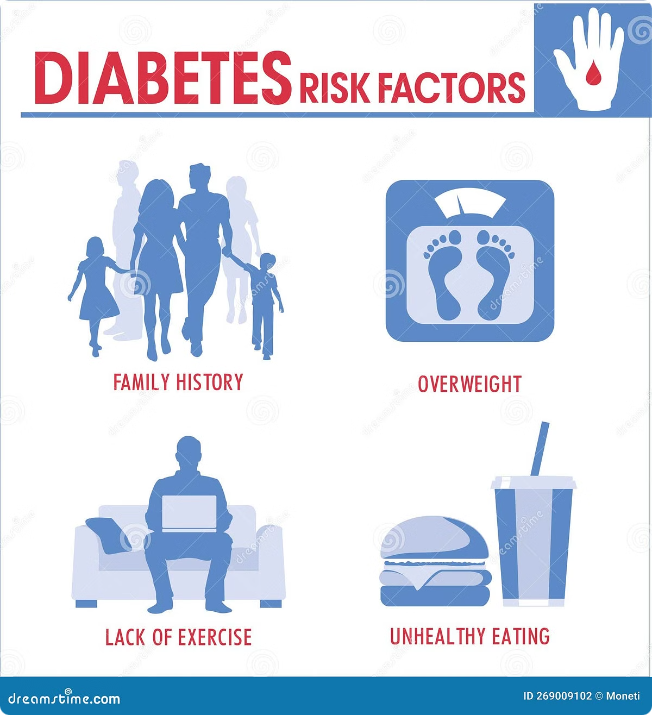 DIABETES RISK FACTORS
FAMILY HISTORY
OVERWEIGHT
LACK OF EXERCISE
UNHEALTHY EATING
dreamstime.com
ID 269009102 © Moneti